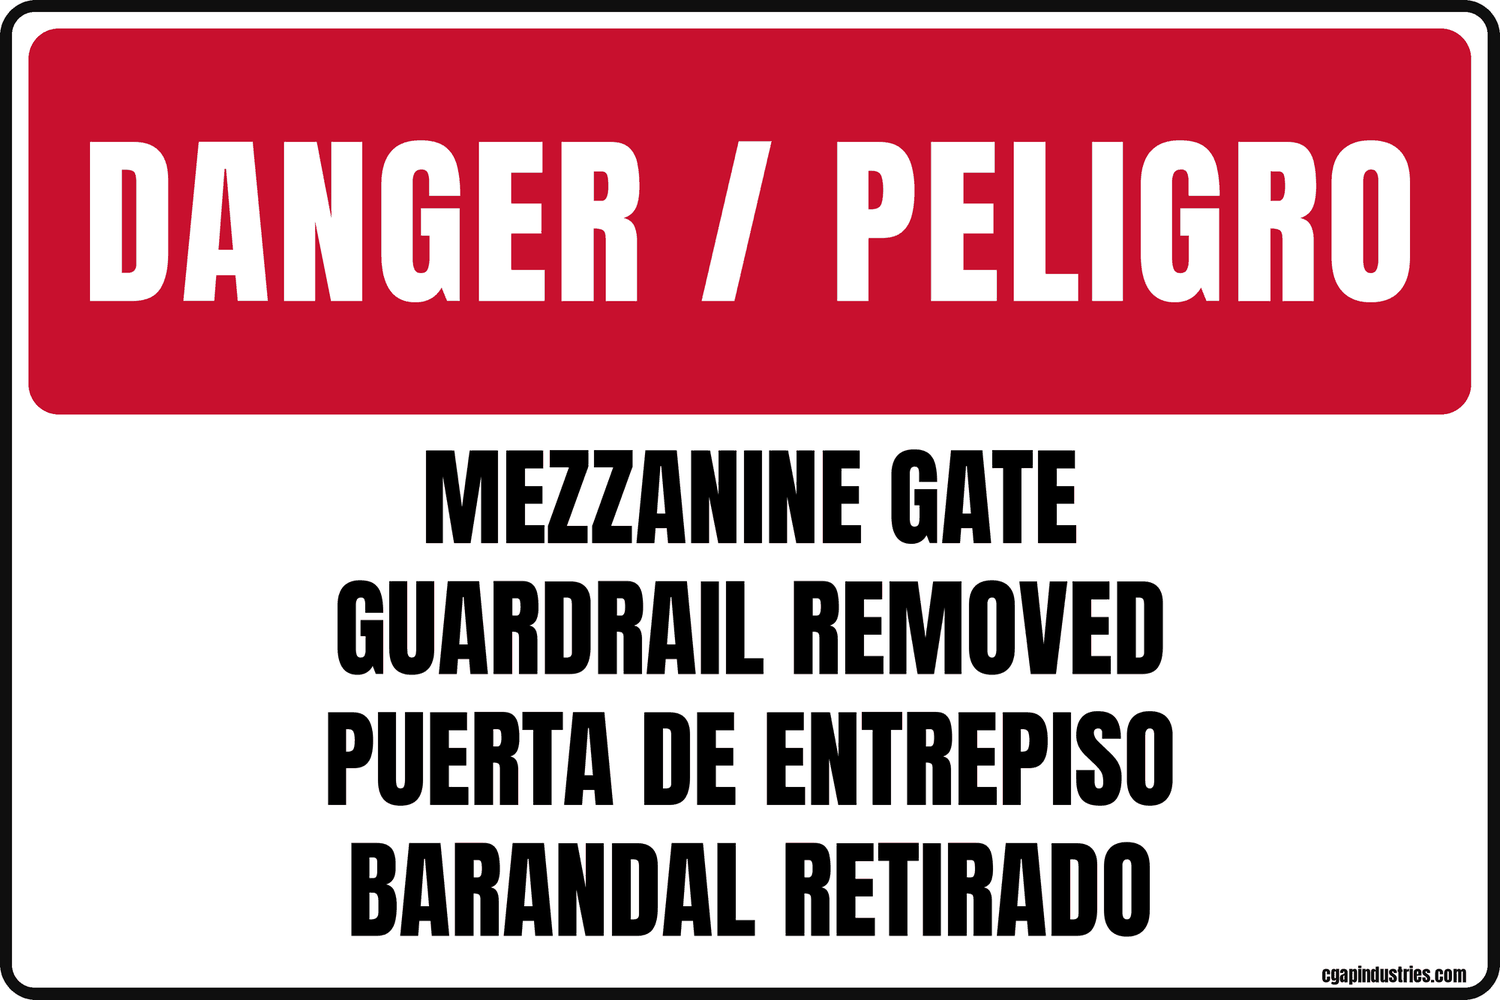 DANGER / PELIGRO
MEZZANINE GATE
GUARDRAIL REMOVED
PUERTA DE ENTREPISO
BARANDAL RETIRADO
cgapindustries.com